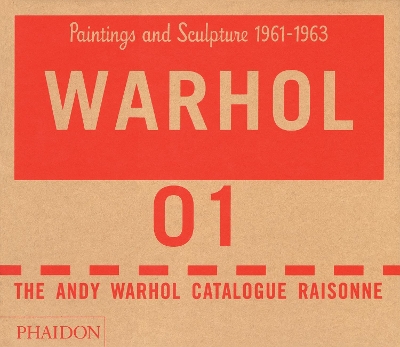 Paintings and Sculpture 1961-1963
WARHOL
01
THE ANDY WARHOL CATALOGUE RAISONNE
PHAIDON